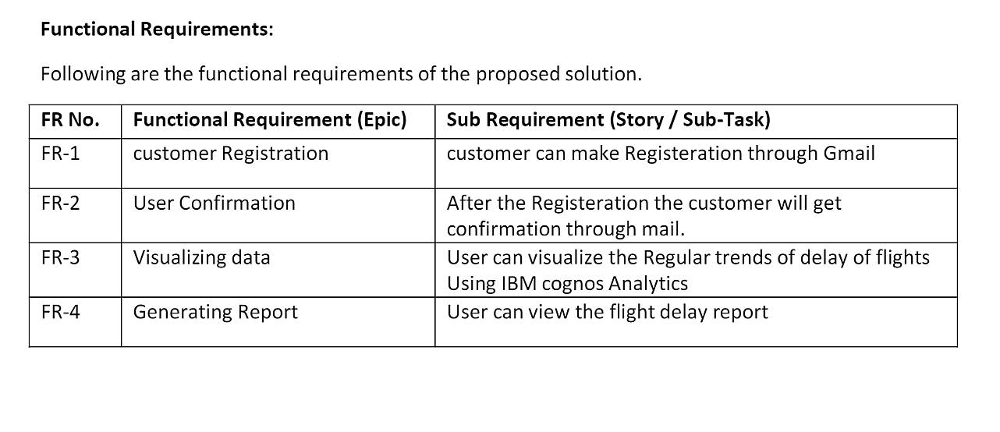 Functional Requirements:
Following are the functional requirements of the proposed solution.
FR No. Functional Requirement (Epic) Sub Requirement (Story / Sub-Task)
FR-1 customer Registration customer can make Registeration through Gmail
FR-2 User Confirmation After the Registeration the customer will get
confirmation through mail.
FR-3 Visualizing data User can visualize the Regular trends of delay of flights
Using IBM cognos Analytics
FR-4 Generating Report User can view the flight delay report